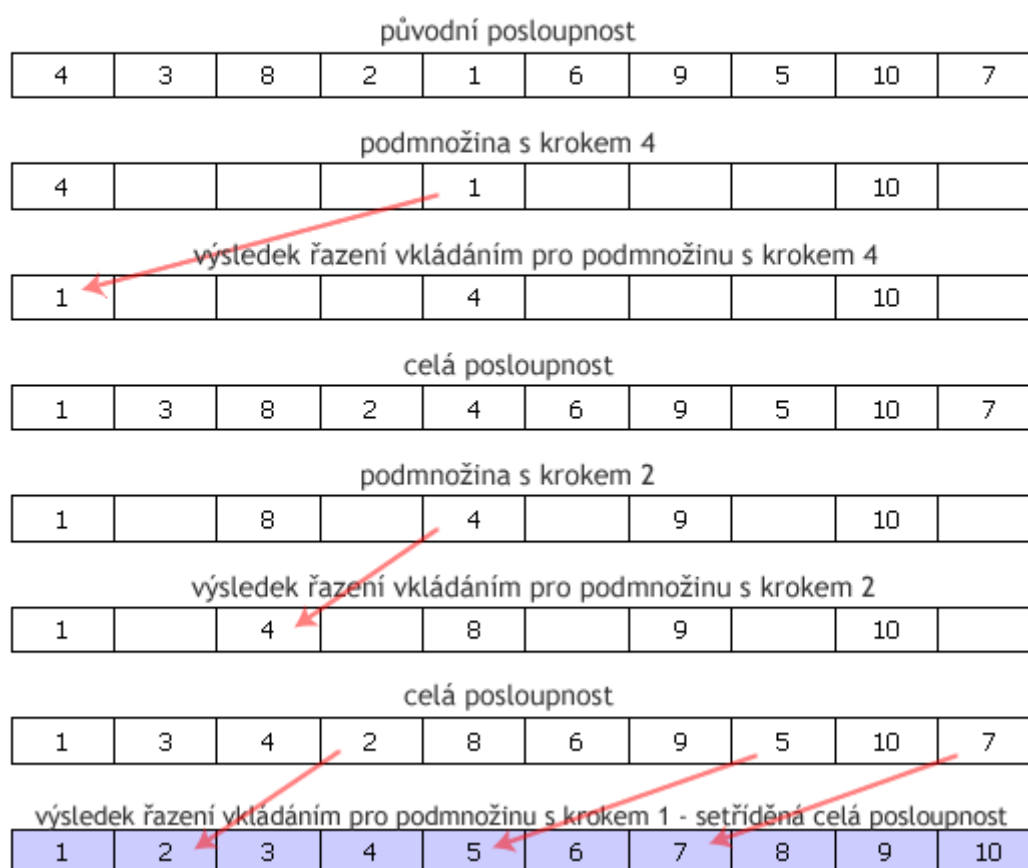 původní posloupnost
4 3 8 2 1 6 9 5 10 7
podmnožina s krokem 4
4 1 10
výsledek řazení vkládáním pro podmnožinu s krokem 4
1 4 10
celá posloupnost
1 3 8 2 4 6 9 5 10 7
podmnožina s krokem 2
1 8 4 9 10
výsledek řazení vkládáním pro podmnožinu s krokem 2
1 4 8 9 10
celá posloupnost
1 3 4 2 8 6 9 5 10 7
výsledek řazení vkládáním pro podmnožinu s krokem 1 - setříděná celá posloupnost
1 2 3 4 5 6 7 8 9 10